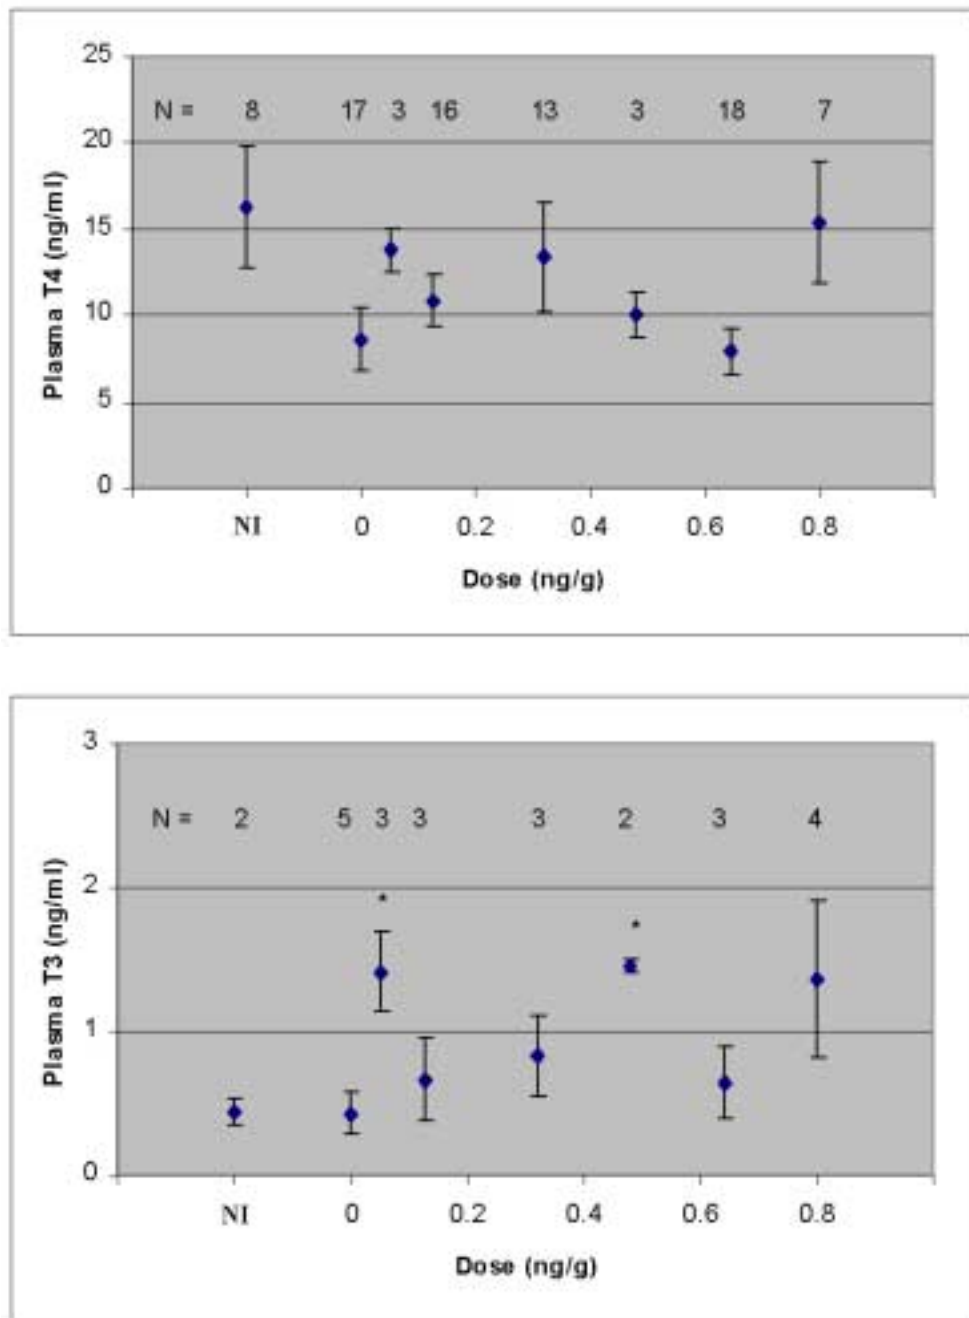 25
N = 8 17 3 16 13 3 18 7
20
15
10
5
0
Plasma T4 (ng/ml)
NI 0 0.2 0.4 0.6 0.8
Dose (ng/g)
3
N = 2 5 3 3 3 2 3 4
2
* *
1
0
Plasma T3 (ng/ml)
NI 0 0.2 0.4 0.6 0.8
Dose (ng/g)